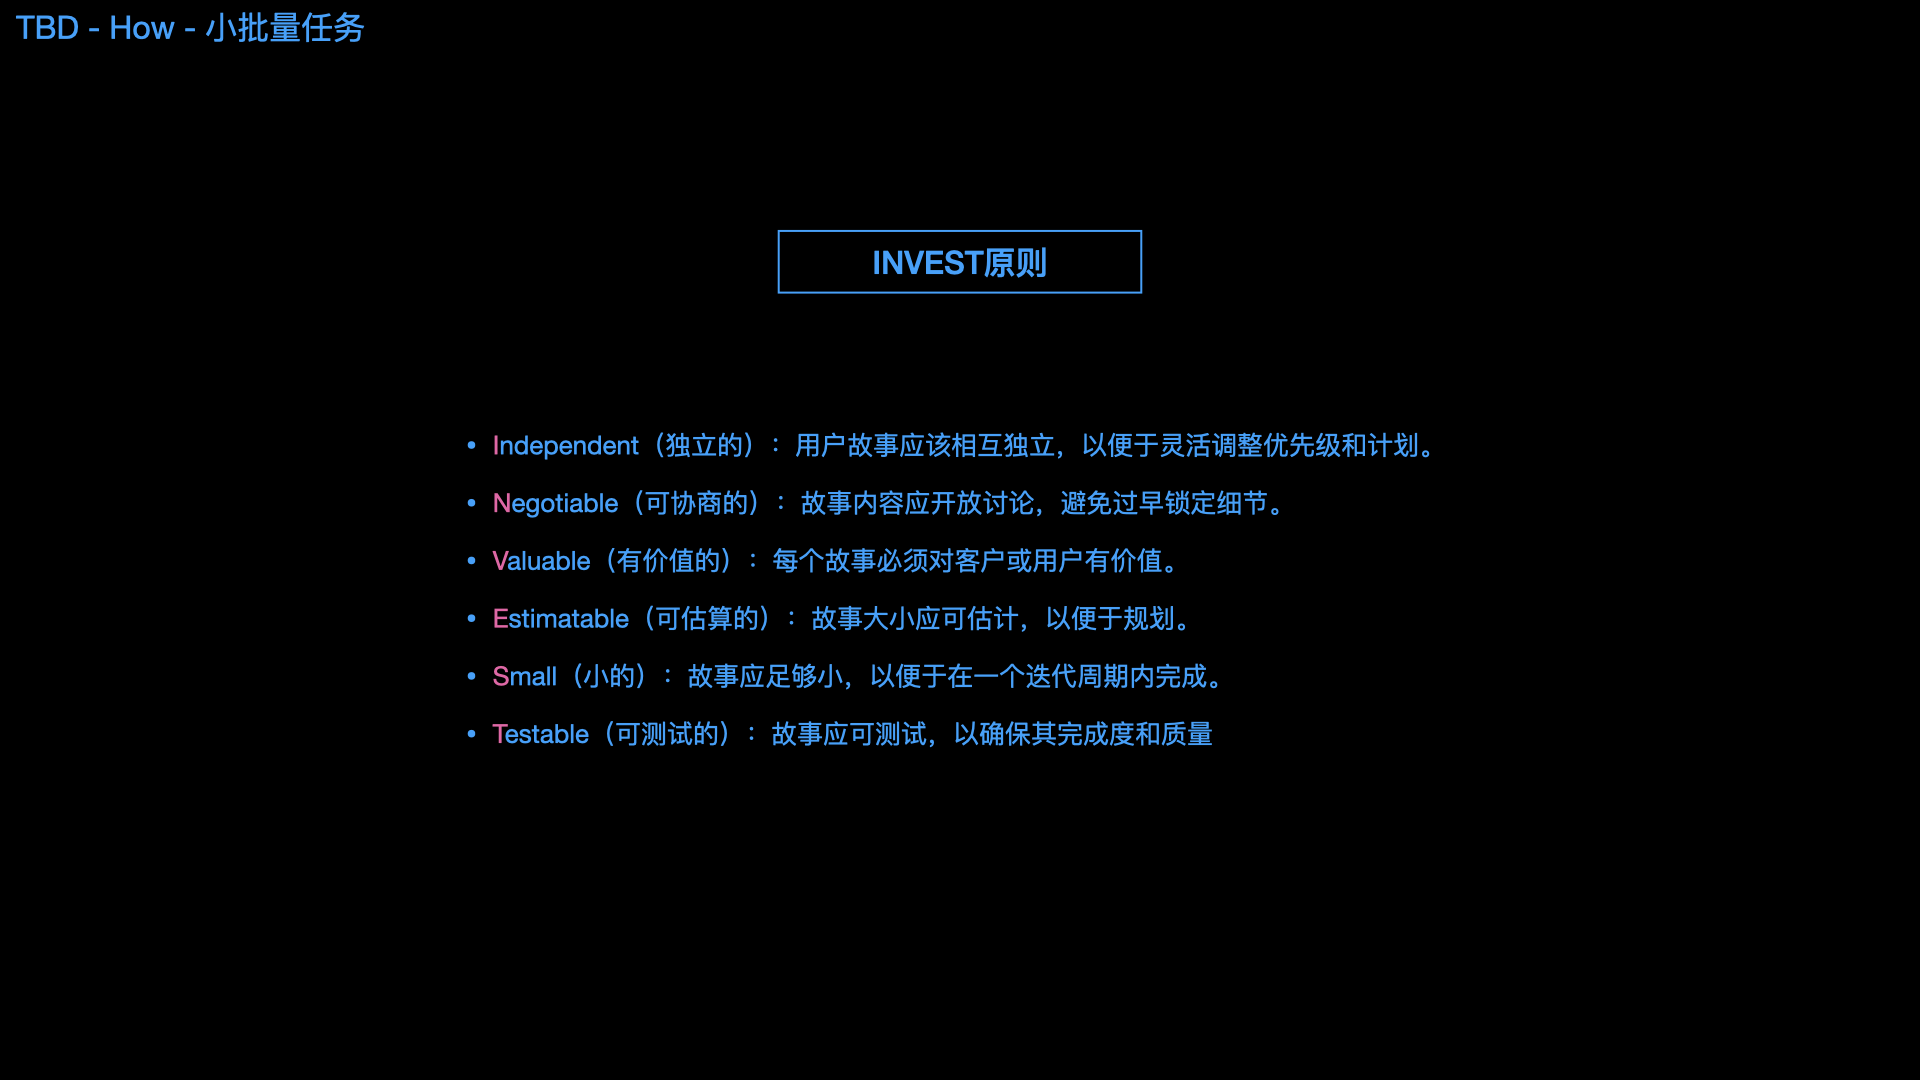 TBD - How - 小批量任务
INVEST原则
• Independent（独立的）：用户故事应该相互独立，以便于灵活调整优先级和计划。
• Negotiable（可协商的）：故事内容应开放讨论，避免过早锁定细节。
• Valuable（有价值的）：每个故事必须对客户或用户有价值。
• Estimatable（可估算的）：故事大小应可估计，以便于规划。
• Small（小的）：故事应足够小，以便于在一个迭代周期内完成。
• Testable（可测试的）：故事应可测试，以确保其完成度和质量